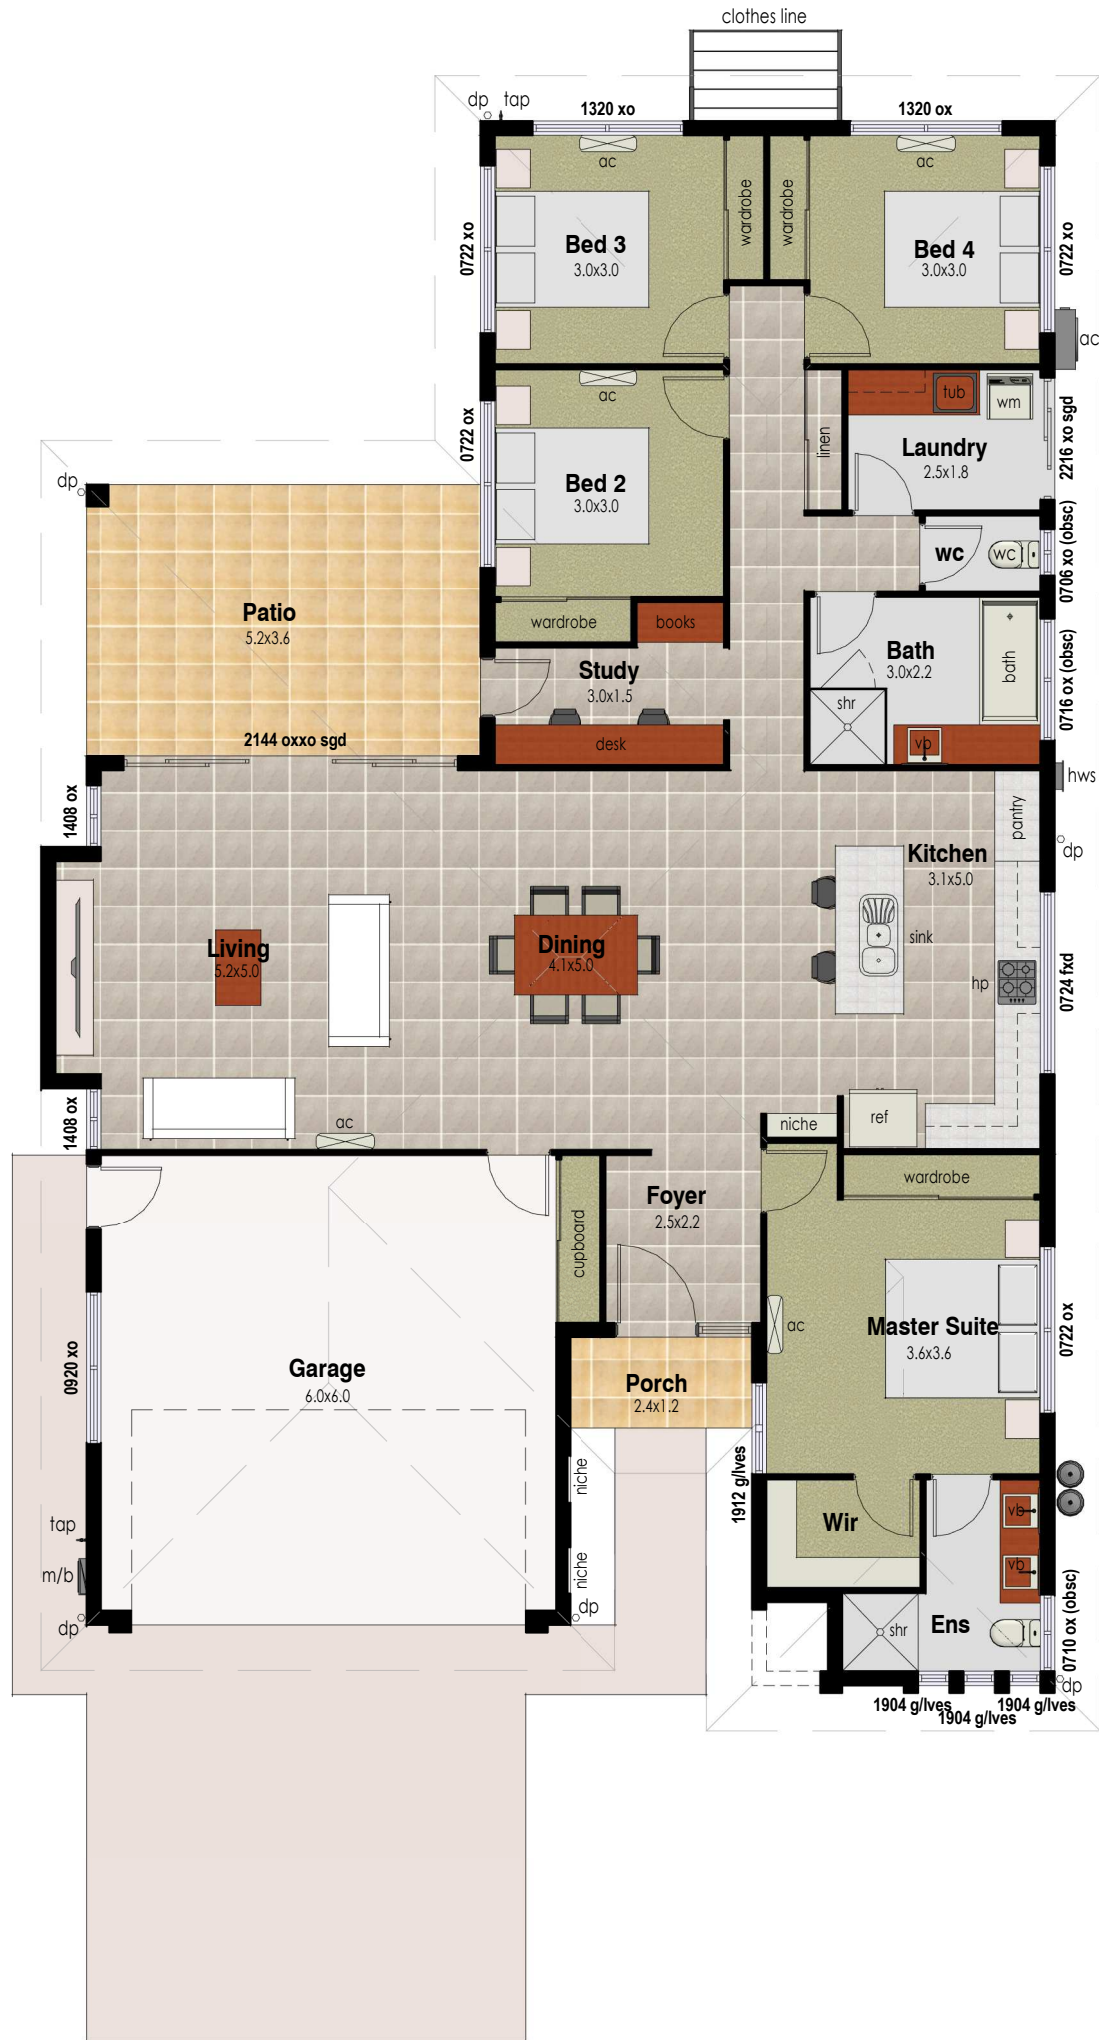 clothes line
dp
tap
1320 xo
1320 ox
ac
ac
wardrobe
wardrobe
Bed 3
3.0x3.0
Bed 4
3.0x3.0
0722 xo
0722 xo
ac
ac
tub
wm
2216 xo sgd
0722 ox
linen
Laundry
2.5x1.8
dp
Bed 2
3.0x3.0
wc
wc
0706 xo (obsc)
Patio
5.2x3.6
wardrobe
books
Study
3.0x1.5
Bath
3.0x2.2
bath
0716 ox (obsc)
shr
desk
vb
2144 oxxo sgd
hws
1408 ox
pantry
dp
Kitchen
3.1x5.0
sink
Living
5.2x5.0
Dining
4.1x5.0
hp
0724 fxd
1408 ox
ac
niche
ref
wardrobe
Foyer
2.5x2.2
cupboard
ac
Master Suite
3.6x3.6
0722 ox
0920 xo
Garage
6.0x6.0
Porch
2.4x1.2
niche
1912 g/lves
Wir
vb
tap
m/b
niche
vb
dp
dp
Ens
shr
0710 ox (obsc)
dp
1904 g/lves
1904 g/lves
1904 g/lves